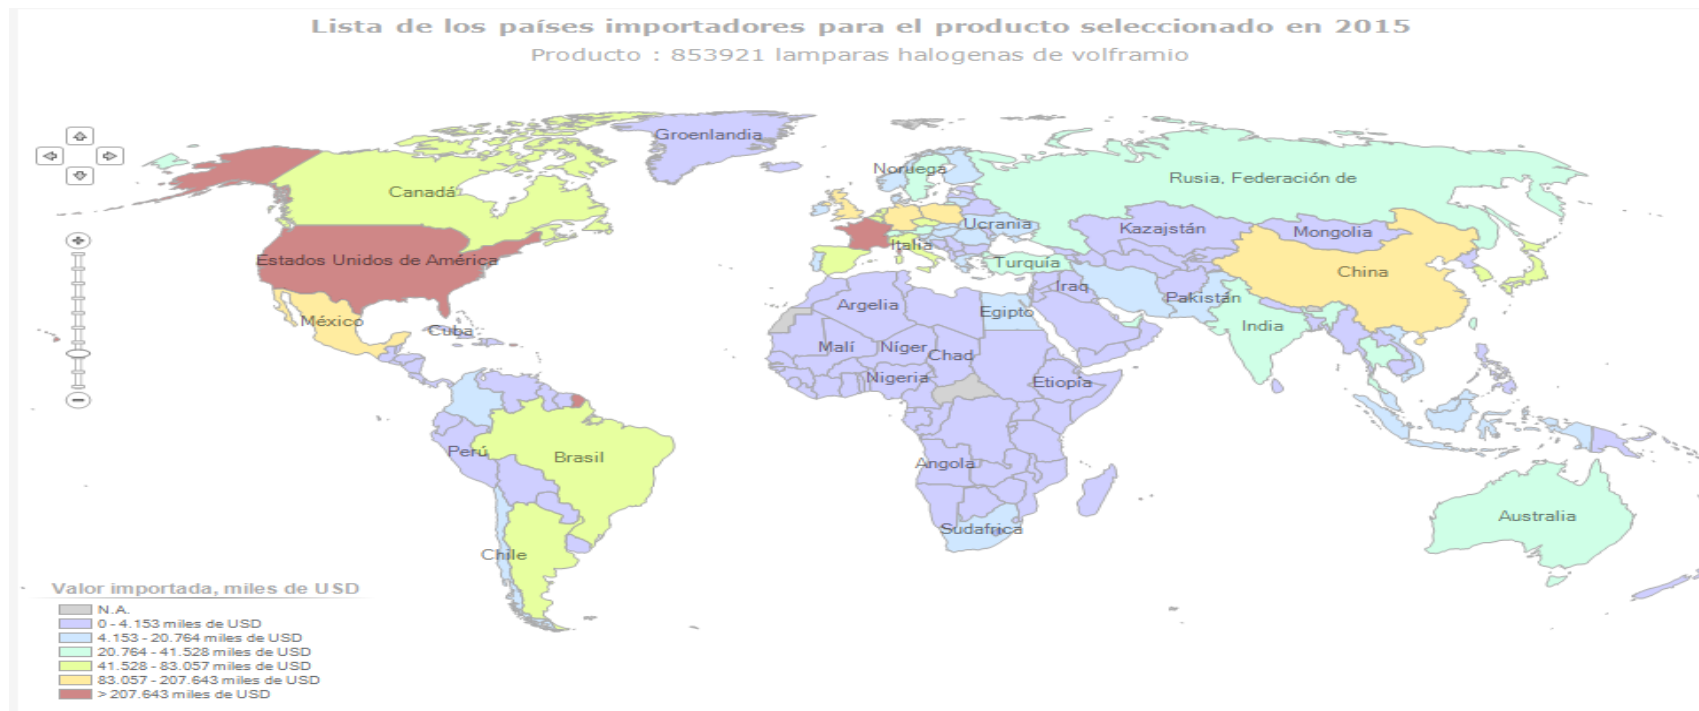 Lista de los países importadores para el producto seleccionado en 2015
Producto : 853921 lamparas halogenas de volframio
Groenlandia
Noruega
Canadá
Rusia, Federación de
Ucrania
Kazajstán
Mongolia
Italia
Estados Unidos de América
Turquía
China
Iraq
Pakistán
Argelia
Egipto
México
Cuba
India
Malí
Níger
Chad
Nigeria
Etiopia
Perú
Brasil
Angola
Australia
Sudafrica
Chile
Valor importada, miles de USD
N.A.
0 - 4.153 miles de USD
4.153 - 20.764 miles de USD
20.764 - 41.528 miles de USD
41.528 - 83.057 miles de USD
83.057 - 207.643 miles de USD
> 207.643 miles de USD